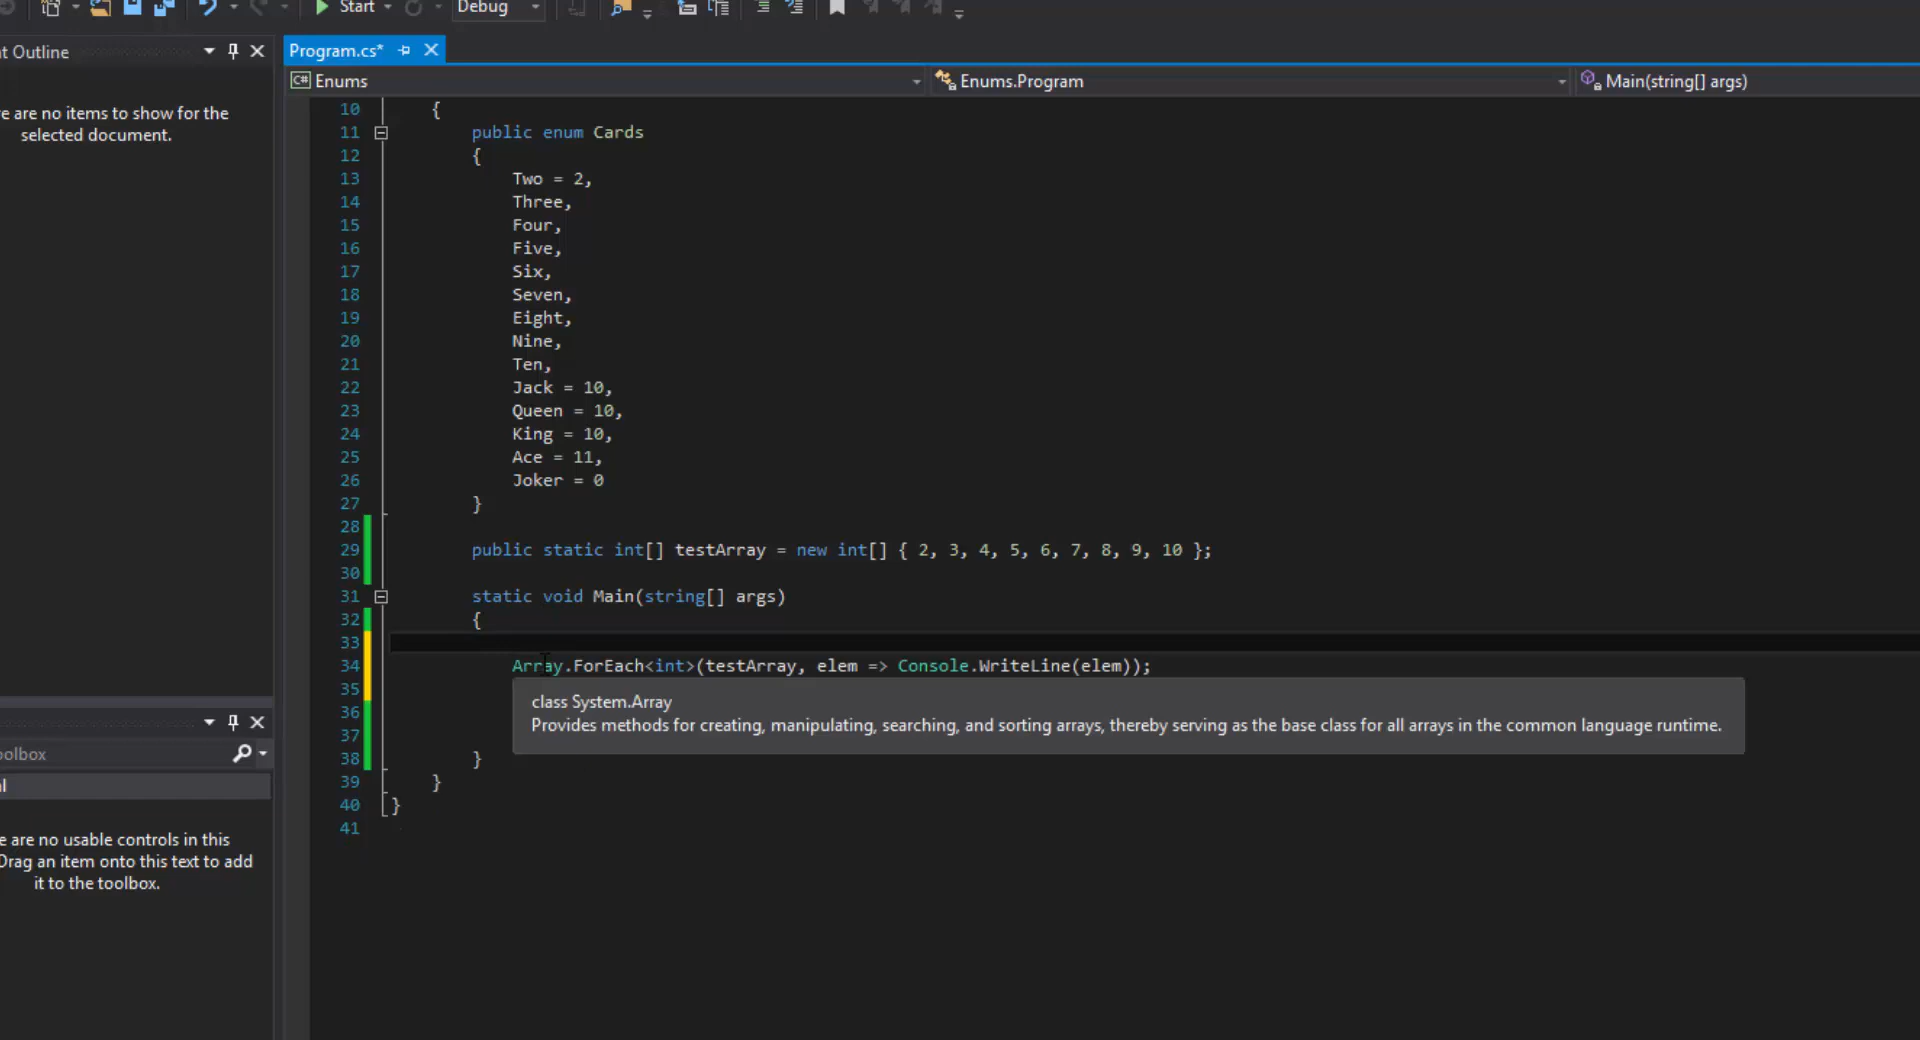 Start
Debug
t Outline
e are no items to show for the
selected document.
Program.cs*
C# Enums
Enums.Program
Main(string[] args)
10 {
11 public enum Cards
12 {
13 Two = 2,
14 Three,
15 Four,
16 Five,
17 Six,
18 Seven,
19 Eight,
20 Nine,
21 Ten,
22 Jack = 10,
23 Queen = 10,
24 King = 10,
25 Ace = 11,
26 Joker = 0
27 }
28
29 public static int[] testArray = new int[] { 2, 3, 4, 5, 6, 7, 8, 9, 10 };
30
31 static void Main(string[] args)
32 {
33
34 Array.ForEach<int>(testArray, elem => Console.WriteLine(elem));
35
class System.Array
36
Provides methods for creating, manipulating, searching, and sorting arrays, thereby serving as the base class for all arrays in the common language runtime.
37
38 }
39 }
40 }
41
oolbox
l
e are no usable controls in this
Drag an item onto this text to add
it to the toolbox.